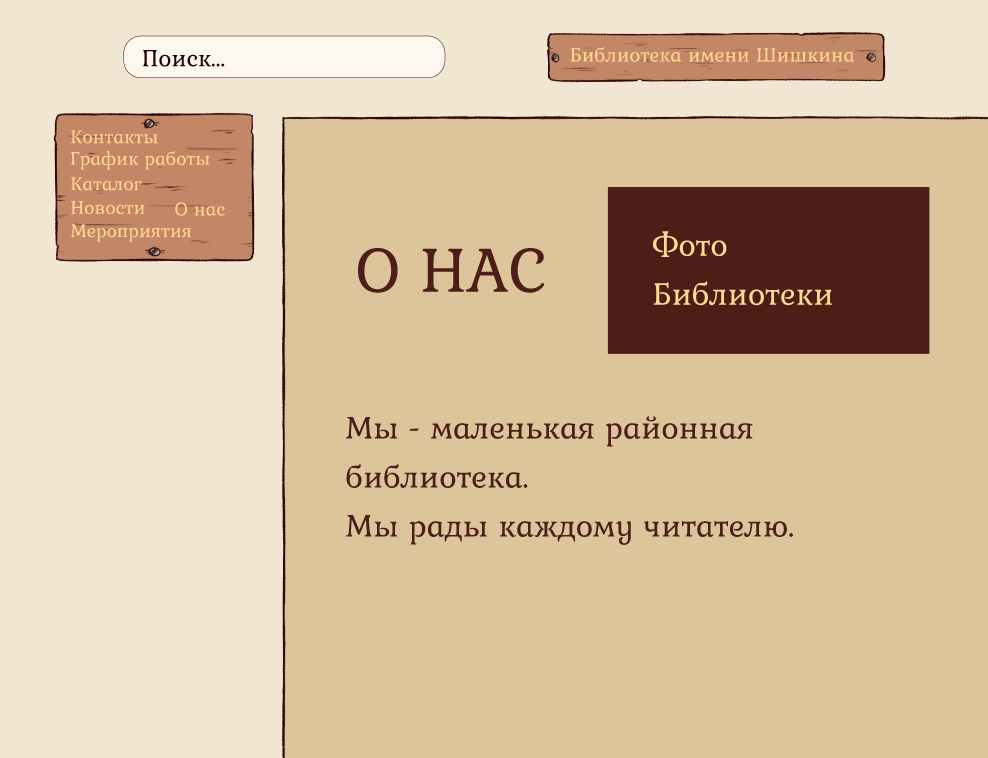 Поиск...
Библиотека имени Шишкина
Контакты
График работы
Каталог
Новости
О нас
Мероприятия
О НАС
Фото
Библиотеки
Мы - маленькая районная
библиотека.
Мы рады каждому читателю.